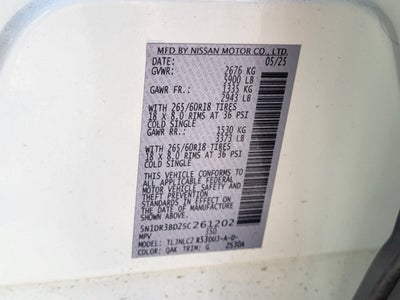 MFD BY NISSAN MOTOR CO., LTD.
DATE: 05/25
GVWR: 2676 KG
5900 LB
GAWR FR.: 1335 KG
2943 LB
WITH 265/60R18 TIRES
18 x 8.0 RIMS AT 36 PSI
COLD SINGLE
GAWR RR.: 1530 KG
3373 LB
WITH 265/60R18 TIRES
18 x 8.0 RIMS AT 36 PSI
COLD SINGLE
THIS VEHICLE CONFORMS TO
ALL APPLICABLE U.S. FEDERAL
MOTOR VEHICLE SAFETY AND
THEFT PREVENTION STANDARDS
IN EFFECT ON THE DATE OF
MANUFACTURE SHOWN ABOVE.
5N1DR3BD2SC261202
MPV 150
MODEL:
COLOR: QAK TRIM: G